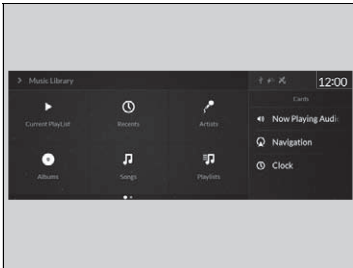 Music Library
12:00
Current PlayList
Recents
Artists
Albums
Songs
Playlists
Cards
Now Playing Audi
Navigation
Clock